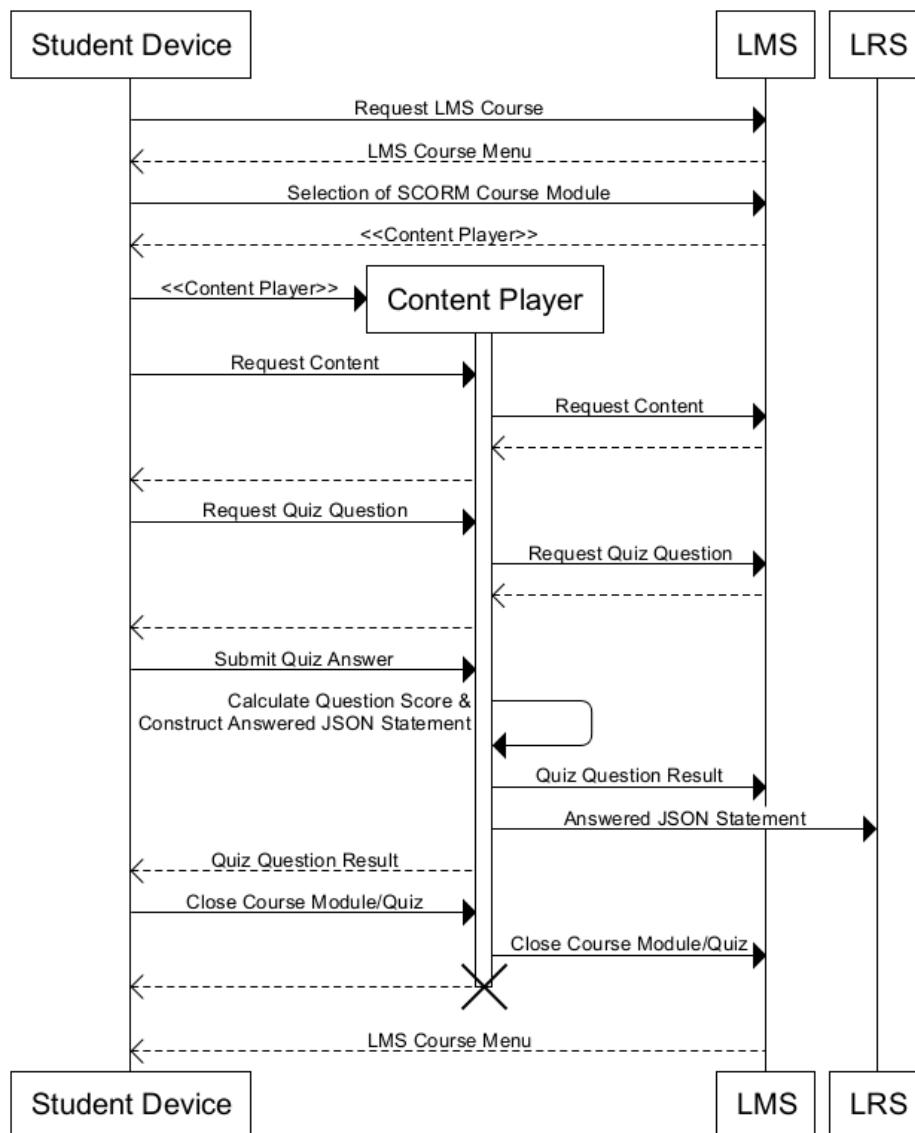 Student Device
LMS
LRS
Request LMS Course
LMS Course Menu
Selection of SCORM Course Module
<<Content Player>>
<<Content Player>>
Content Player
Request Content
Request Content
Request Quiz Question
Request Quiz Question
Submit Quiz Answer
Calculate Question Score &
Construct Answered JSON Statement
Quiz Question Result
Answered JSON Statement
Quiz Question Result
Close Course Module/Quiz
Close Course Module/Quiz
LMS Course Menu
Student Device
LMS
LRS